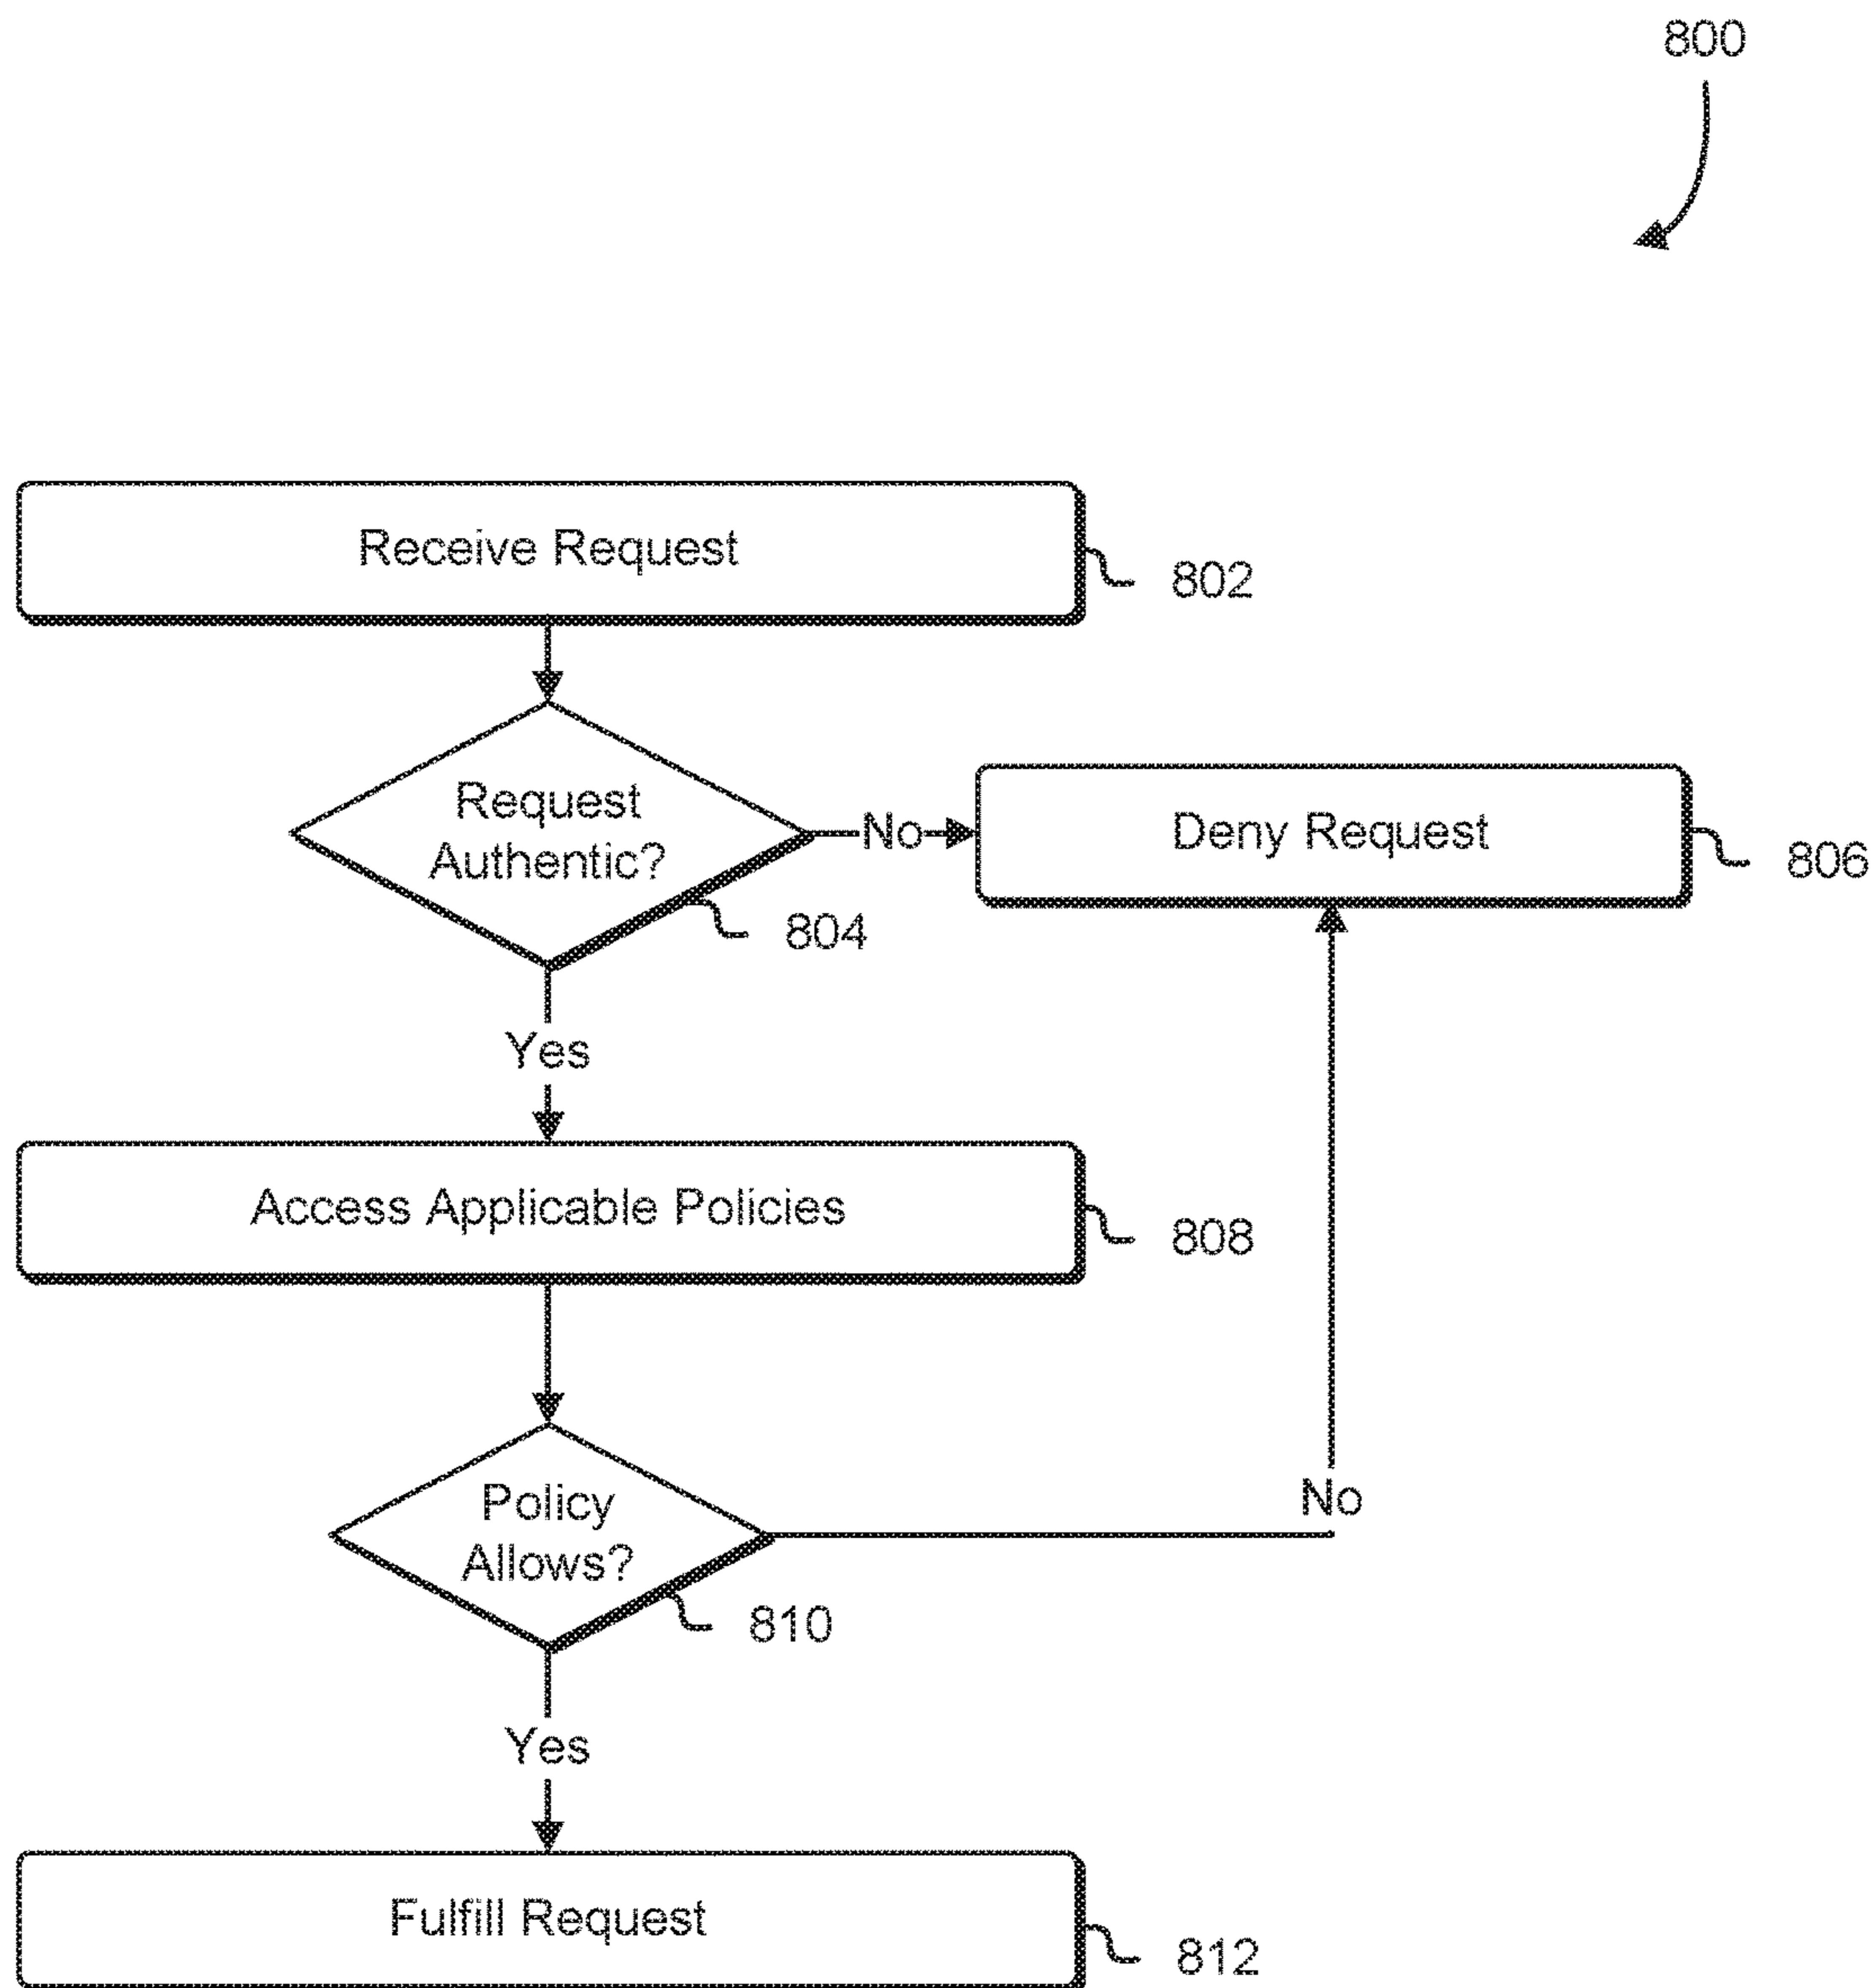 800
Receive Request
802
Request
Authentic?
804
No
Deny Request
806
Yes
Access Applicable Policies
808
Policy
Allows?
810
No
Yes
Fulfill Request
812